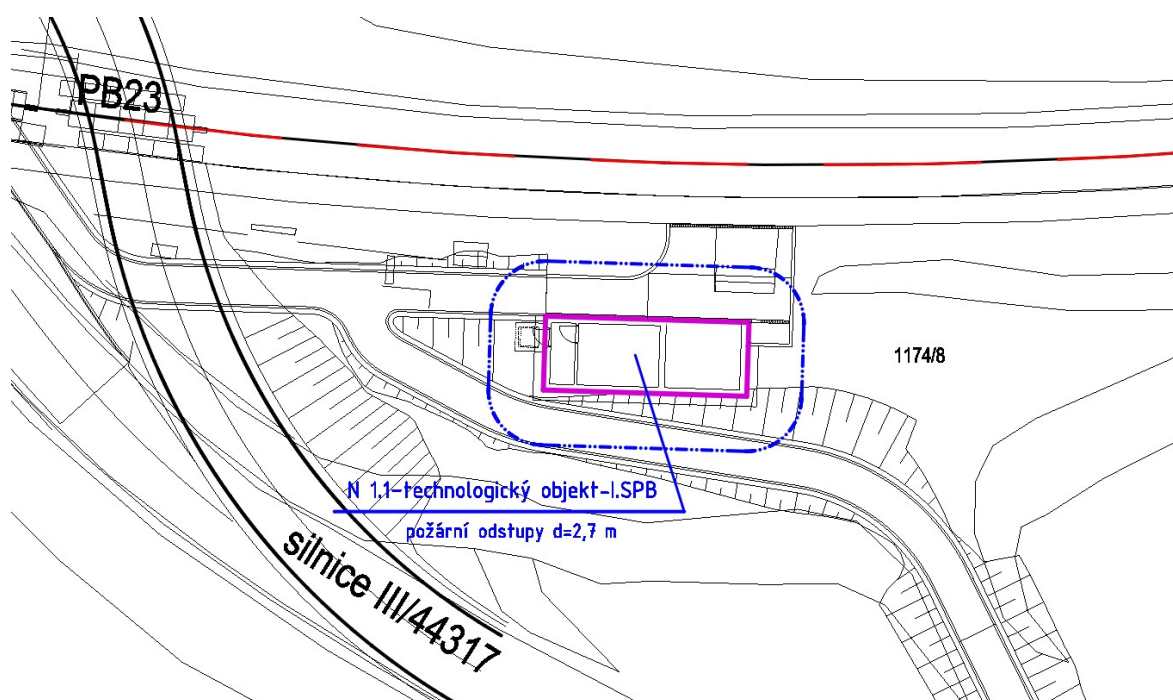 PB23
1174/8
N 1.1-technologický objekt-I.SPB
požární odstupy d=2,7 m
silnice III/44317